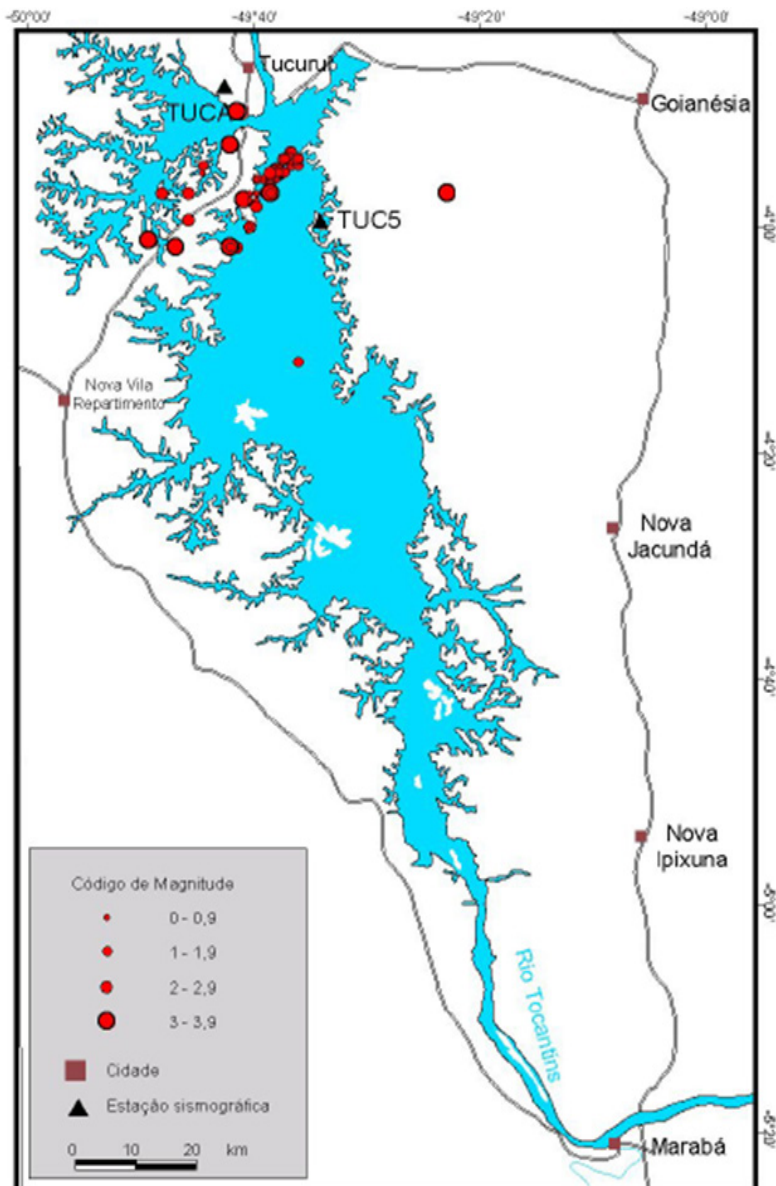 -50°00'
-49°40'
-49°20'
-49°00'
Tucuruí
TUCA
Goianésia
TUC5
-4°00'
Nova Vila
Repartimento
-4°20'
Nova
Jacundá
-4°40'
Nova
Ipixuna
Código de Magnitude
0 - 0,9
1 - 1,9
2 - 2,9
3 - 3,9
Cidade
Estação sismográfica
0 10 20 km
-5°00'
Rio Tocantins
-5°20'
Marabá